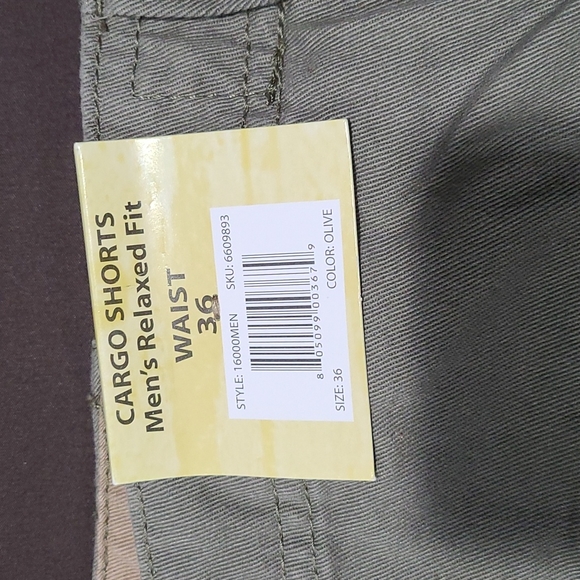 CARGO SHORTS
Men's Relaxed Fit
WAIST
36
STYLE: 16000MEN SKU: 6609893
8 05099 00367 9
SIZE: 36 COLOR: OLIVE